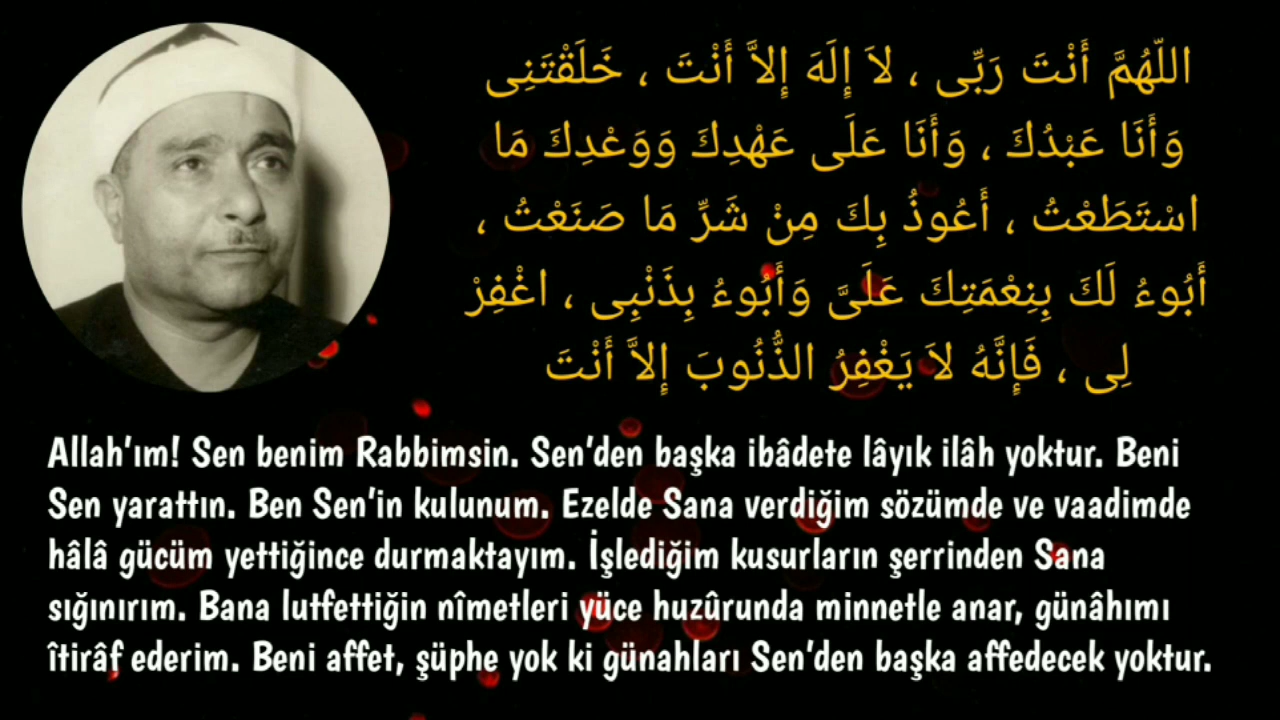 اللّهُمَّ أَنْتَ رَبِّى ، لاَ إِلَهَ إِلاَّ أَنْتَ ، خَلَقْتَنِى
وَأَنَا عَبْدُكَ ، وَأَنَا عَلَى عَهْدِكَ وَوَعْدِكَ مَا
اسْتَطَعْتُ ، أَعُوذُ بِكَ مِنْ شَرِّ مَا صَنَعْتُ ،
أَبُوءُ لَكَ بِنِعْمَتِكَ عَلَىَّ وَأَبُوءُ بِذَنْبِى ، اغْفِرْ
لِى ، فَإِنَّهُ لاَ يَغْفِرُ الذُّنُوبَ إِلاَّ أَنْتَ
Allah’ım! Sen benim Rabbimsin. Sen’den başka ibâdete lâyık ilâh yoktur. Beni
Sen yarattın. Ben Sen’in kulunum. Ezelde Sana verdiğim sözümde ve vaadimde
hâlâ gücüm yettiğince durmaktayım. İşlediğim kusurların şerrinden Sana
sığınırım. Bana lutfettiğin nîmetleri yüce huzûrunda minnetle anar, günâhımı
îtirâf ederim. Beni affet, şüphe yok ki günahları Sen’den başka affedecek yoktur.